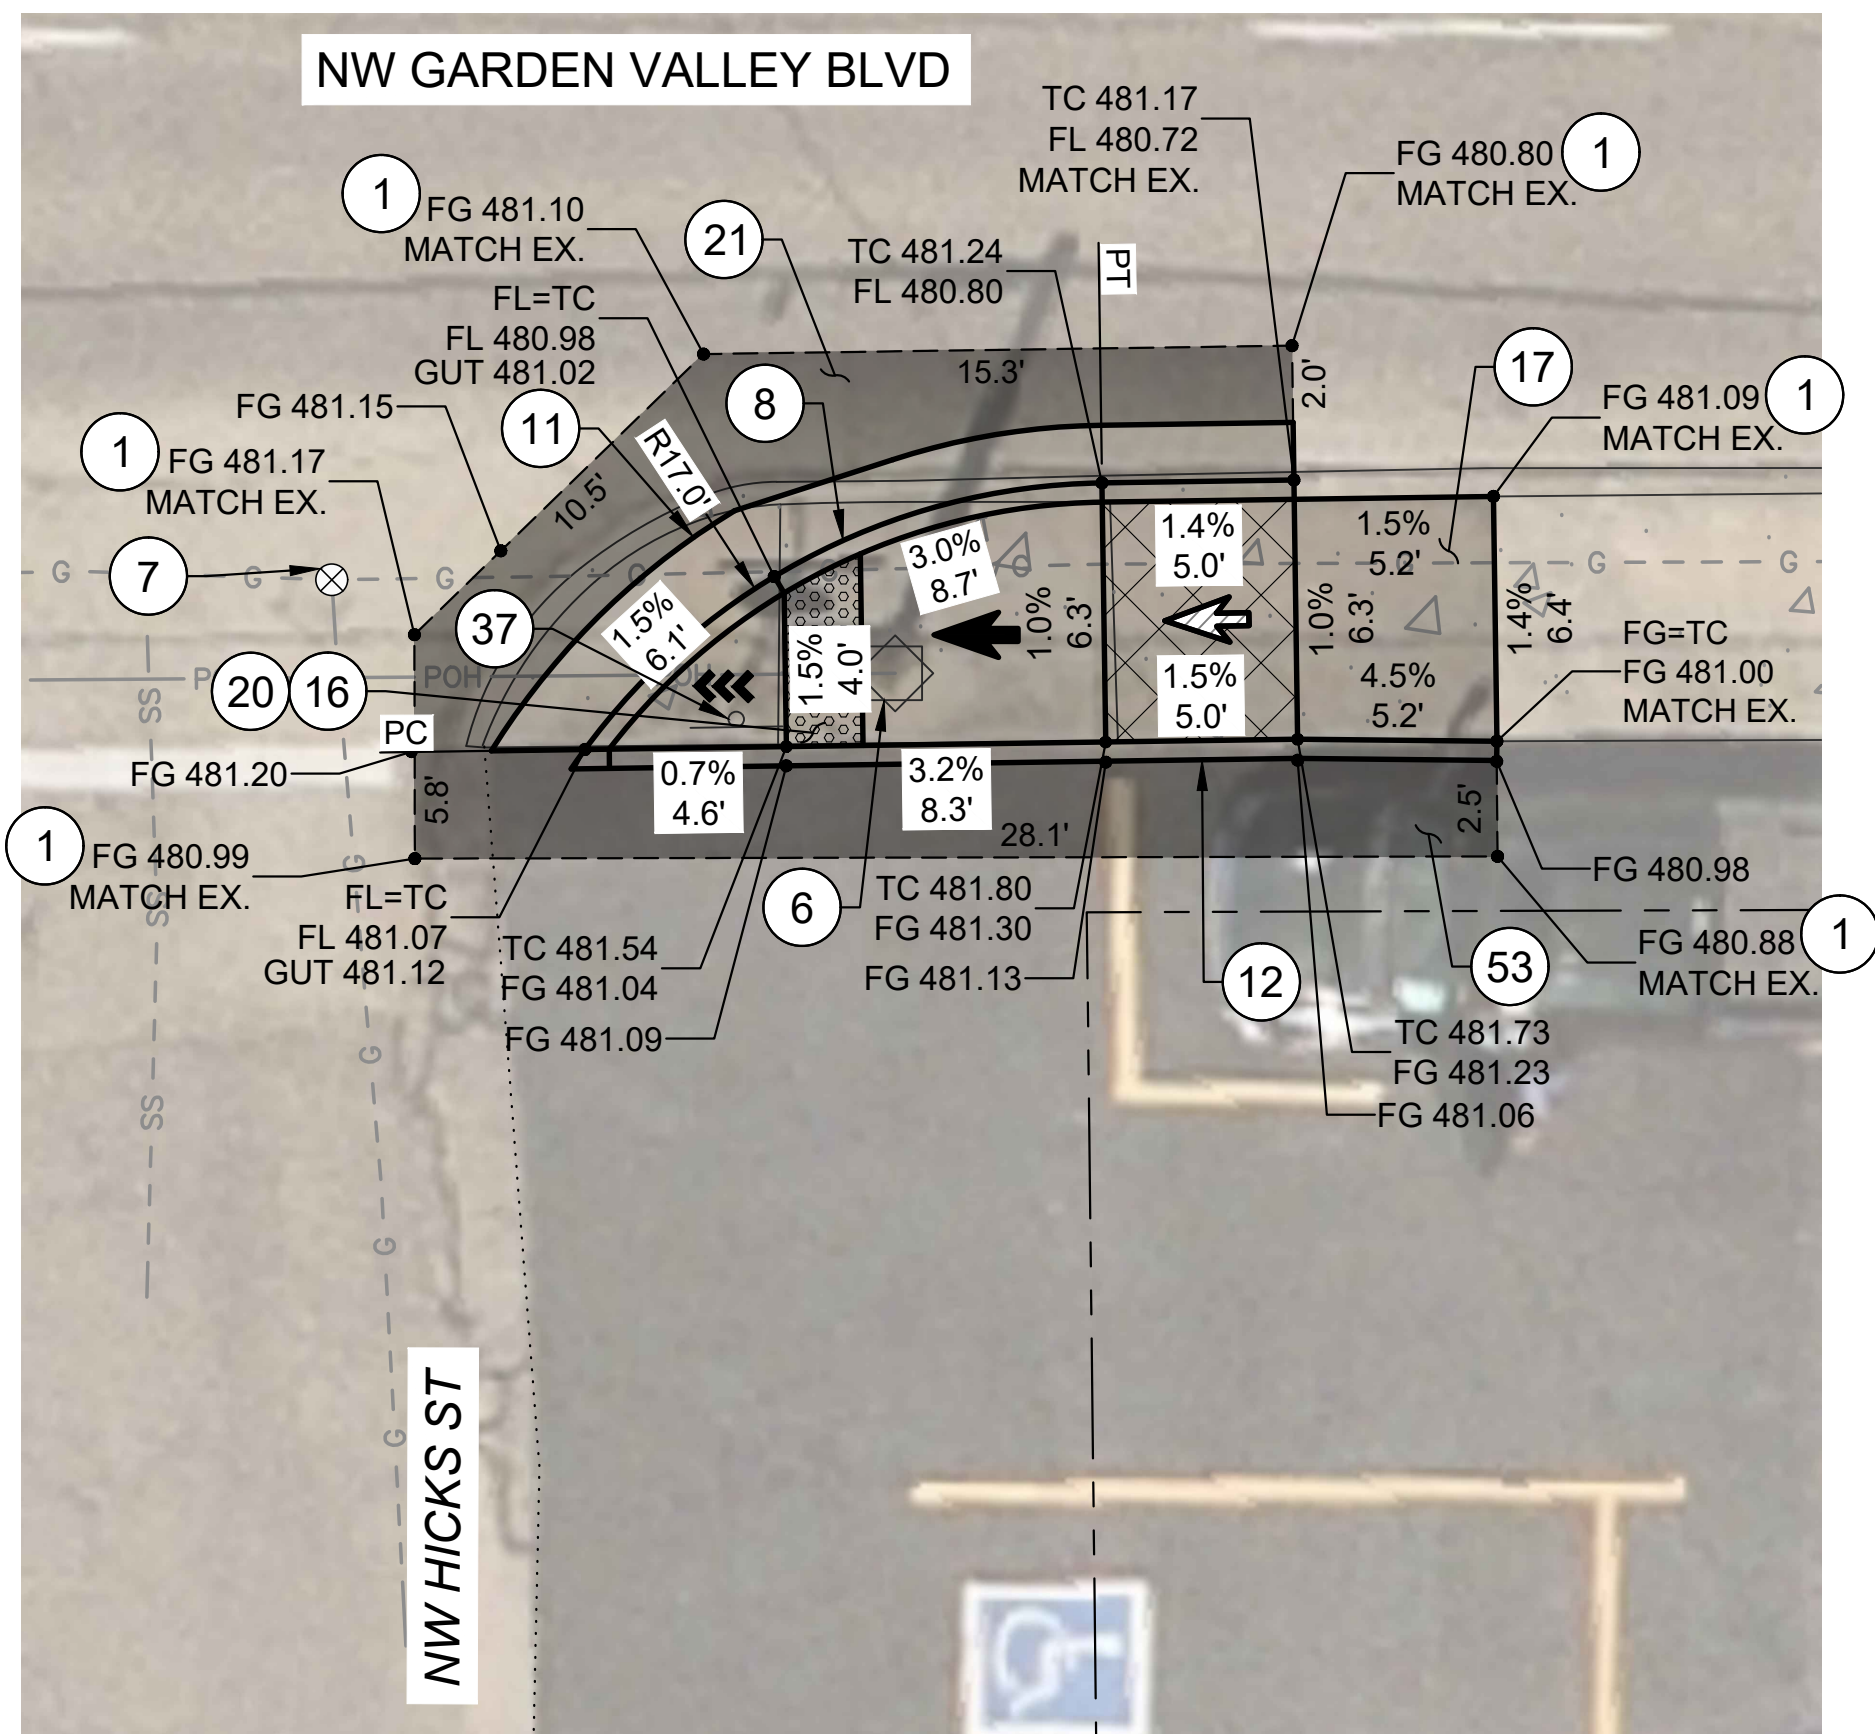 NW GARDEN VALLEY BLVD
TC 481.17
FL 480.72
MATCH EX.
FG 480.80
MATCH EX.
1
1
FG 481.10
MATCH EX.
21
TC 481.24
FL 480.80
PT
FL=TC
FL 480.98
GUT 481.02
15.3'
2.0'
17
FG 481.09
MATCH EX.
1
FG 481.15
11
8
R17.0'
1
FG 481.17
MATCH EX.
10.5'
7
G
G
G
G
G
G
G
3.0%
8.7'
1.4%
5.0'
1.5%
5.2'
1.0%
6.3'
1.0%
6.3'
1.4%
6.4'
37
1.5%
6.1'
1.5%
4.0'
FG=TC
FG 481.00
MATCH EX.
20
16
POH
1.5%
5.0'
4.5%
5.2'
SS
PC
FG 481.20
5.8'
0.7%
4.6'
3.2%
8.3'
28.1'
2.5'
1
FG 480.99
MATCH EX.
G
SS
FL=TC
FL 481.07
GUT 481.12
TC 481.54
FG 481.04
FG 481.09
6
TC 481.80
FG 481.30
FG 481.13
12
53
FG 480.98
FG 480.88
MATCH EX.
1
TC 481.73
FG 481.23
FG 481.06
G
G
SS
G
G
NW HICKS ST